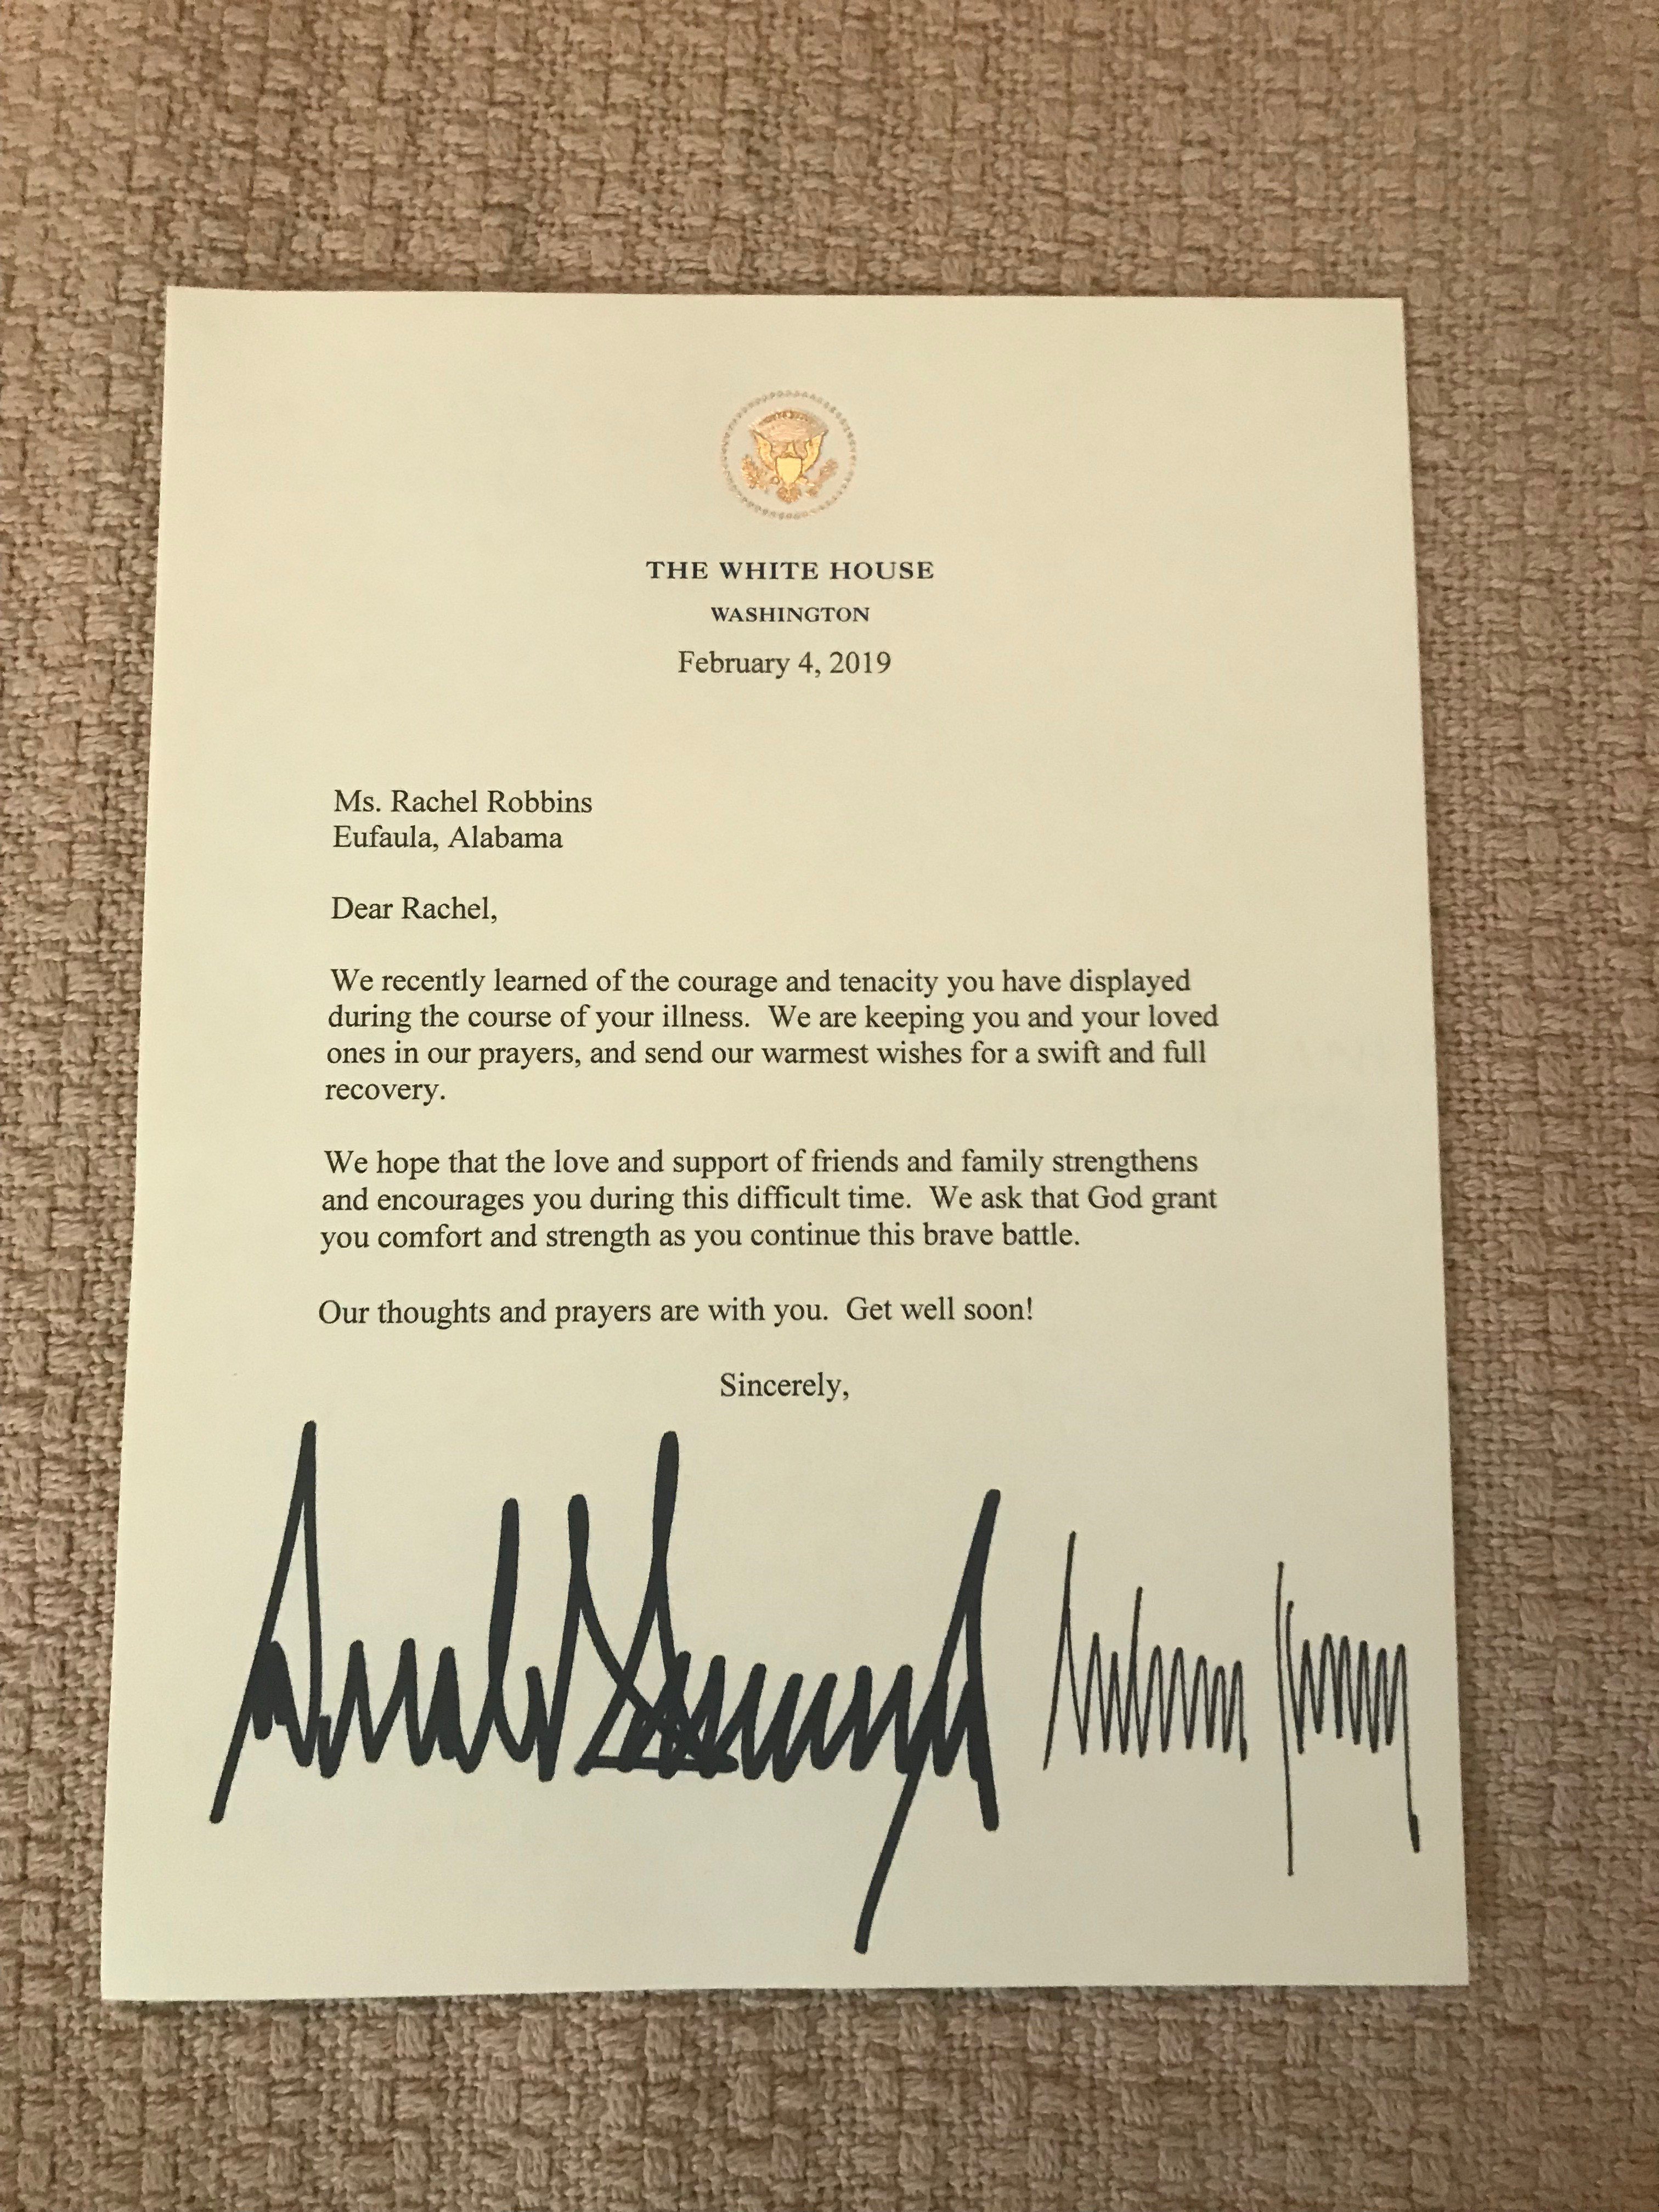 THE WHITE HOUSE
WASHINGTON
February 4, 2019
Ms. Rachel Robbins
Eufaula, Alabama
Dear Rachel,
We recently learned of the courage and tenacity you have displayed
during the course of your illness.  We are keeping you and your loved
ones in our prayers, and send our warmest wishes for a swift and full
recovery.
We hope that the love and support of friends and family strengthens
and encourages you during this difficult time.  We ask that God grant
you comfort and strength as you continue this brave battle.
Our thoughts and prayers are with you.  Get well soon!
Sincerely,